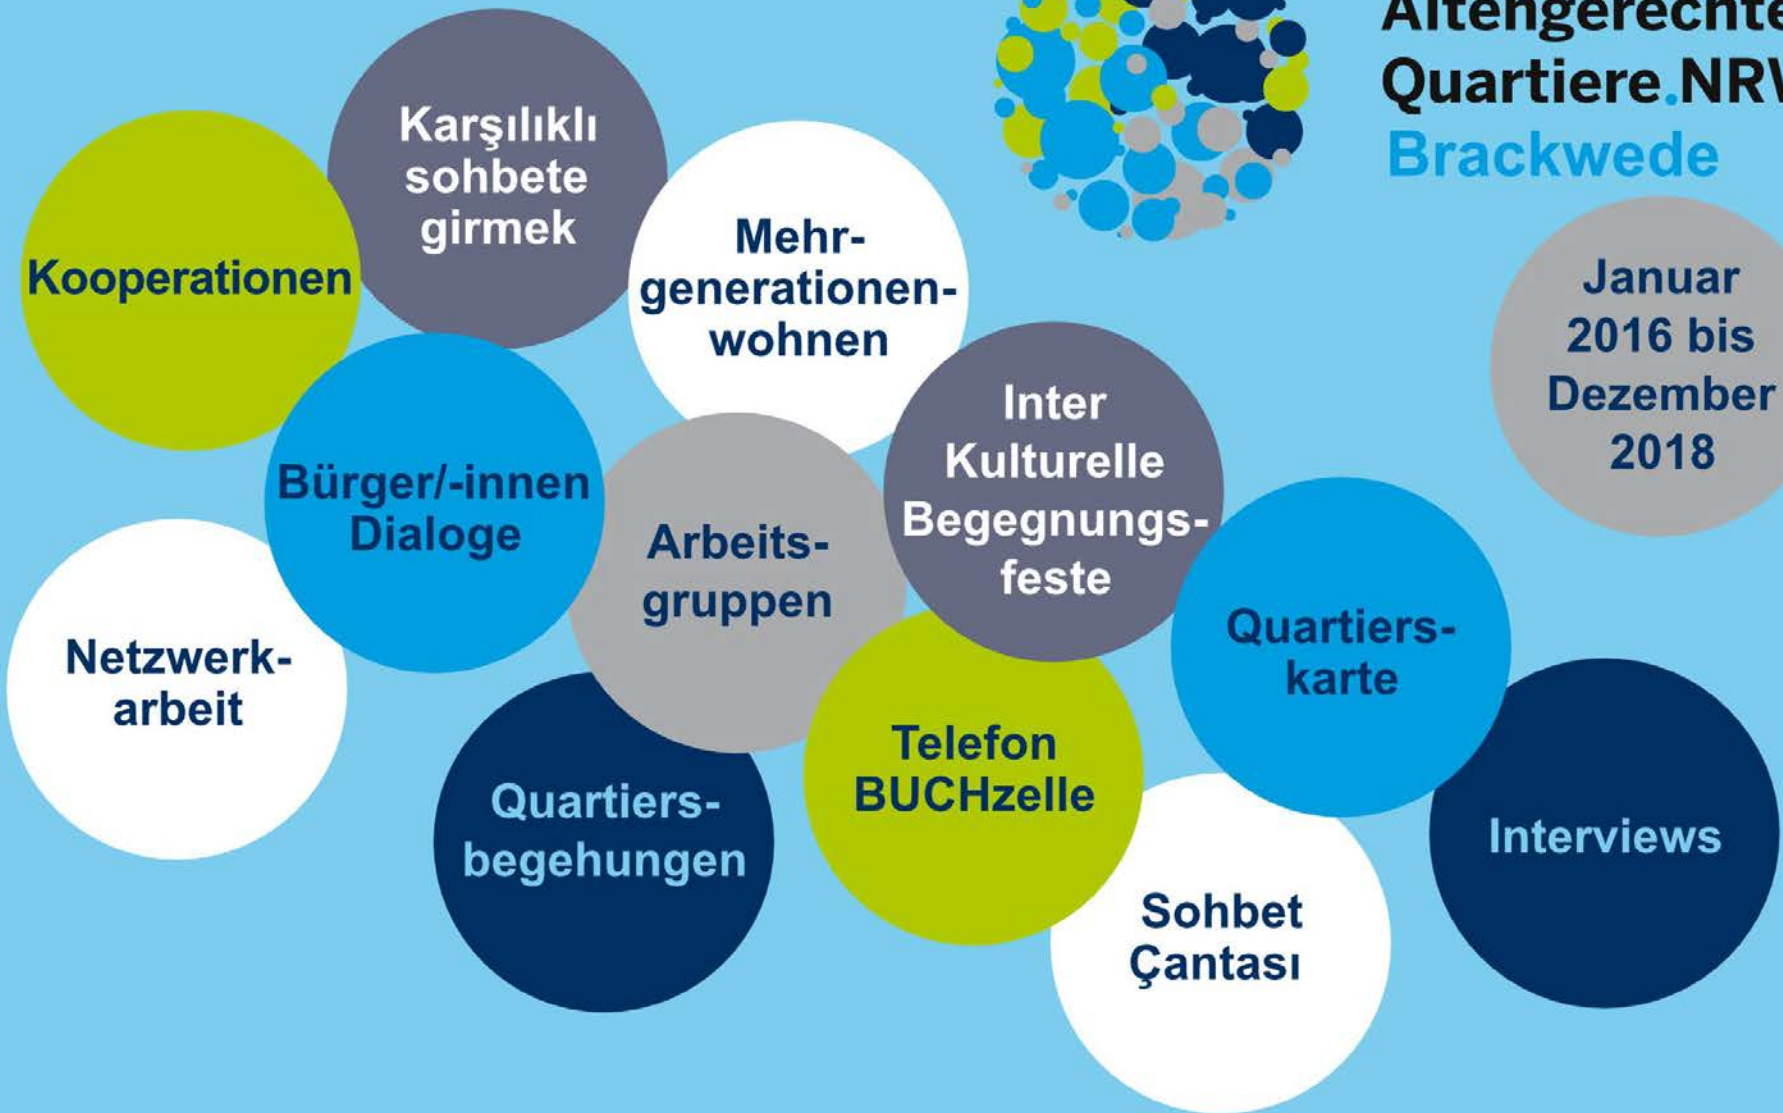 Altengerechte
Quartiere.NRW
Brackwede
Januar
2016 bis
Dezember
2018
Kooperationen
Karşılıklı
sohbete
girmek
Mehr-
generationen-
wohnen
Bürger/-innen
Dialoge
Arbeits-
gruppen
Inter
Kulturelle
Begegnungs-
feste
Netzwerk-
arbeit
Quartiers-
begehungen
Telefon
BUCHzelle
Quartiers-
karte
Sohbet
Çantası
Interviews